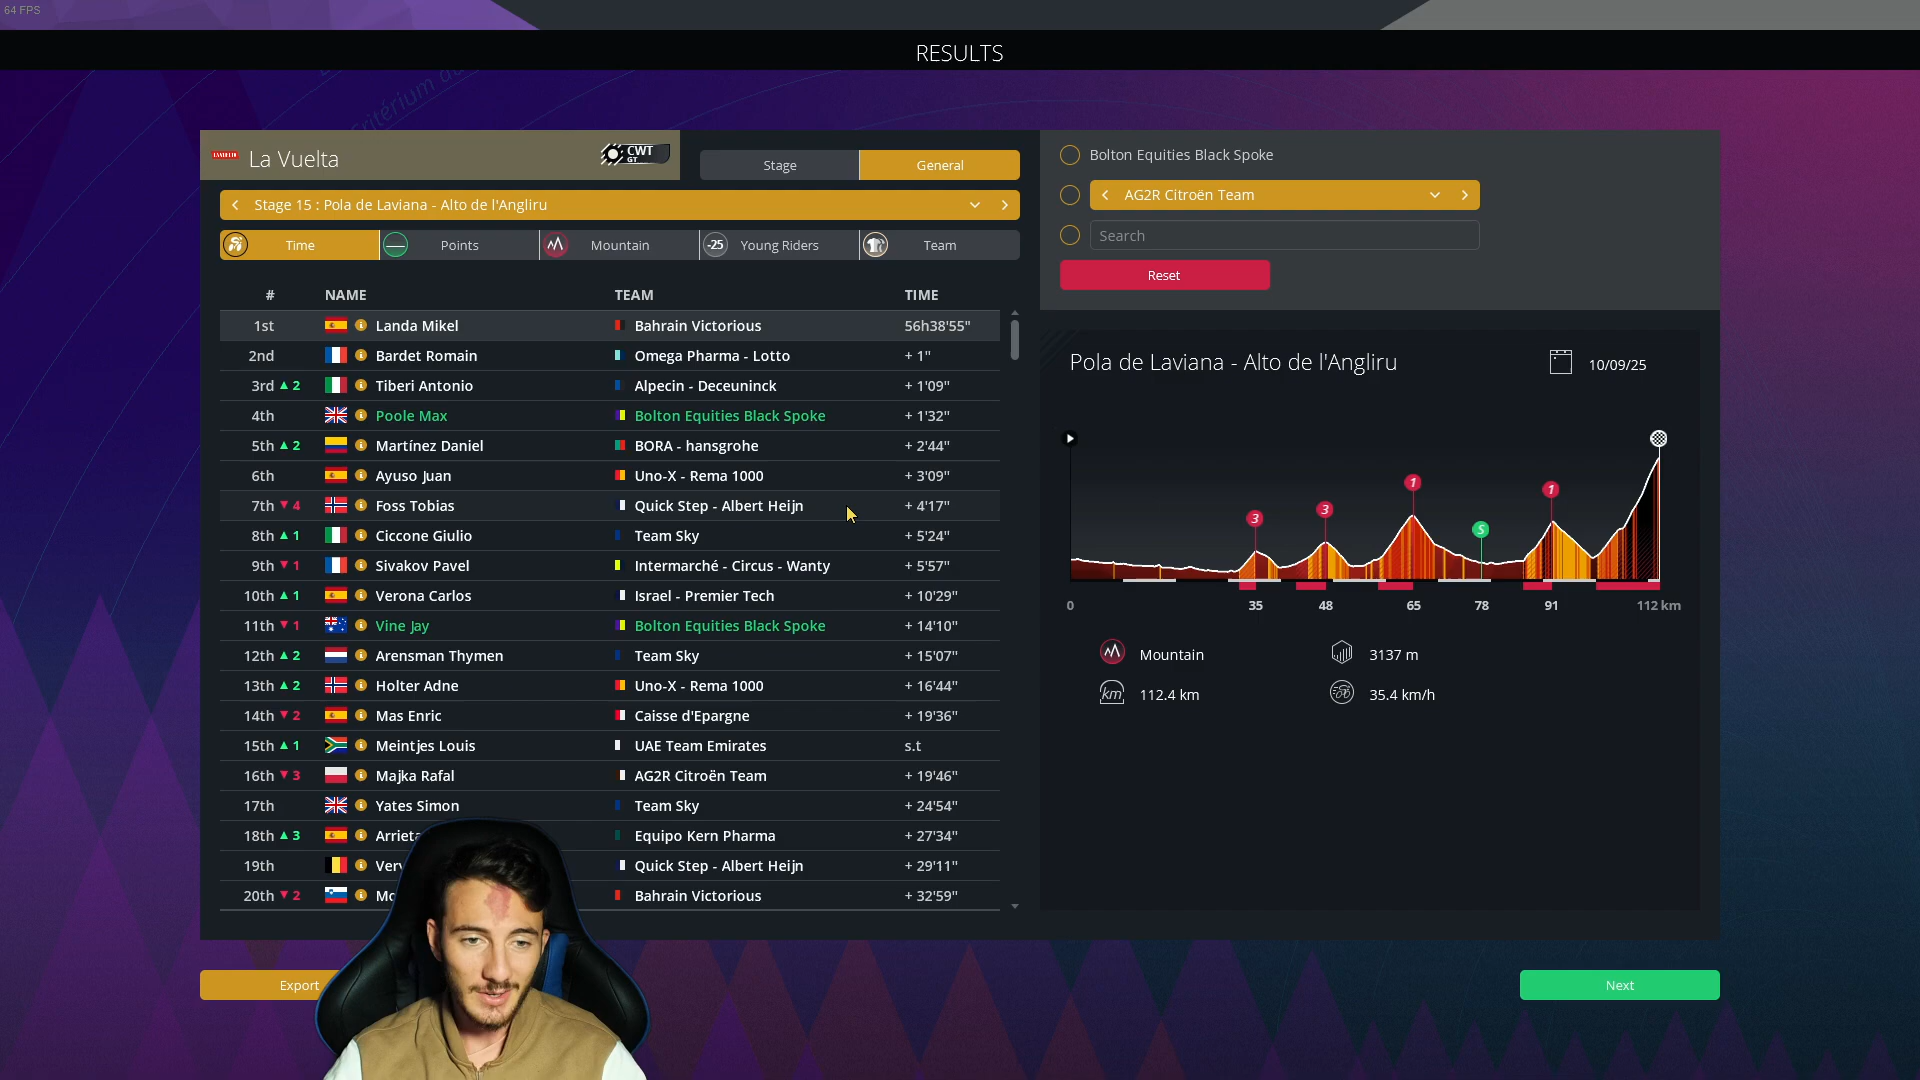 64 FPS
RESULTS
La Vuelta
CWT
GT
Stage
General
Stage 15 : Pola de Laviana - Alto de l'Angliru
Time
Points
Mountain
-25 Young Riders
Team
# NAME TEAM TIME
1st Landa Mikel Bahrain Victorious 56h38'55''
2nd Bardet Romain Omega Pharma - Lotto + 1''
3rd ▲ 2 Tiberi Antonio Alpecin - Deceuninck + 1'09''
4th Poole Max Bolton Equities Black Spoke + 1'32''
5th ▲ 2 Martínez Daniel BORA - hansgrohe + 2'44''
6th Ayuso Juan Uno-X - Rema 1000 + 3'09''
7th ▼ 4 Foss Tobias Quick Step - Albert Heijn + 4'17''
8th ▲ 1 Ciccone Giulio Team Sky + 5'24''
9th ▼ 1 Sivakov Pavel Intermarché - Circus - Wanty + 5'57''
10th ▲ 1 Verona Carlos Israel - Premier Tech + 10'29''
11th ▼ 1 Vine Jay Bolton Equities Black Spoke + 14'10''
12th ▲ 2 Arensman Thymen Team Sky + 15'07''
13th ▲ 2 Holter Adne Uno-X - Rema 1000 + 16'44''
14th ▼ 2 Mas Enric Caisse d'Epargne + 19'36''
15th ▲ 1 Meintjes Louis UAE Team Emirates s.t
16th ▼ 3 Majka Rafal AG2R Citroën Team + 19'46''
17th Yates Simon Team Sky + 24'54''
18th ▲ 3 Equipo Kern Pharma + 27'34''
19th Quick Step - Albert Heijn + 29'11''
20th ▼ 2 Bahrain Victorious + 32'59''
Export
Bolton Equities Black Spoke
AG2R Citroën Team
Search
Reset
Pola de Laviana - Alto de l'Angliru
10/09/25
3 3 1 S 1
0 35 48 65 78 91 112 km
Mountain 3137 m
km 112.4 km 35.4 km/h
Next